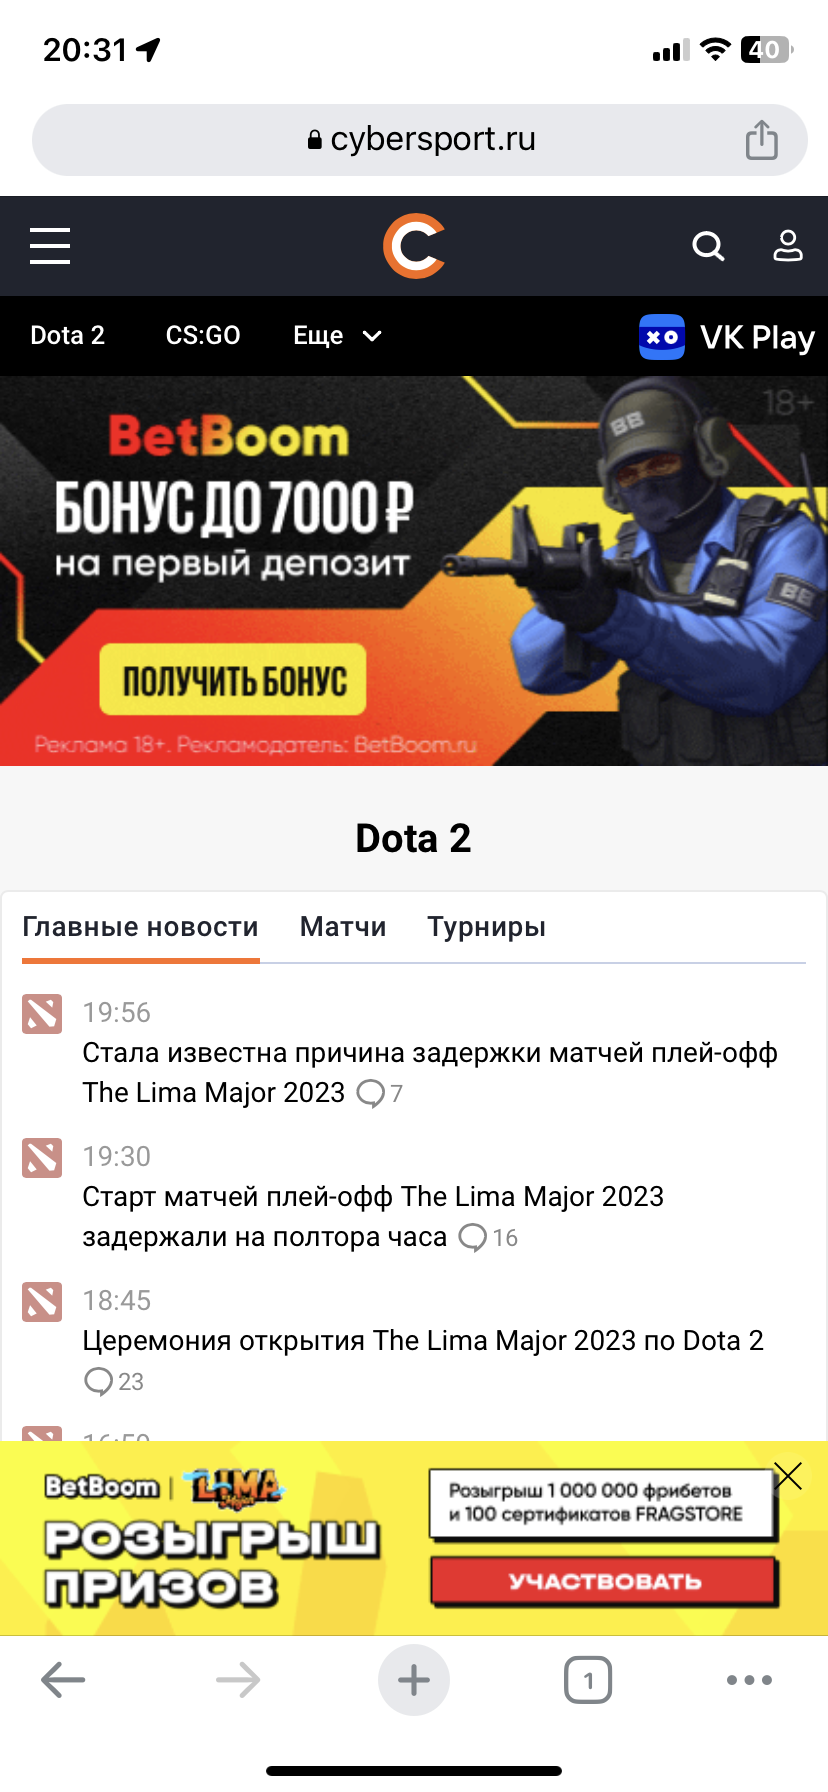 20:31
40
cybersport.ru
Dota 2
CS:GO
Еще
VK Play
18+
BetBoom
БОНУС ДО 7000 ₽
на первый депозит
ПОЛУЧИТЬ БОНУС
Реклама 18+. Рекламодатель: BetBoom.ru
BB
BB
Dota 2
Главные новости
Матчи
Турниры
19:56
Стала известна причина задержки матчей плей-офф
The Lima Major 2023 7
19:30
Старт матчей плей-офф The Lima Major 2023
задержали на полтора часа 16
18:45
Церемония открытия The Lima Major 2023 по Dota 2
23
BetBoom | LIMA
Major
РОЗЫГРЫШ
ПРИЗОВ
Розыгрыш 1 000 000 фрибетов
и 100 сертификатов FRAGSTORE
УЧАСТВОВАТЬ
1